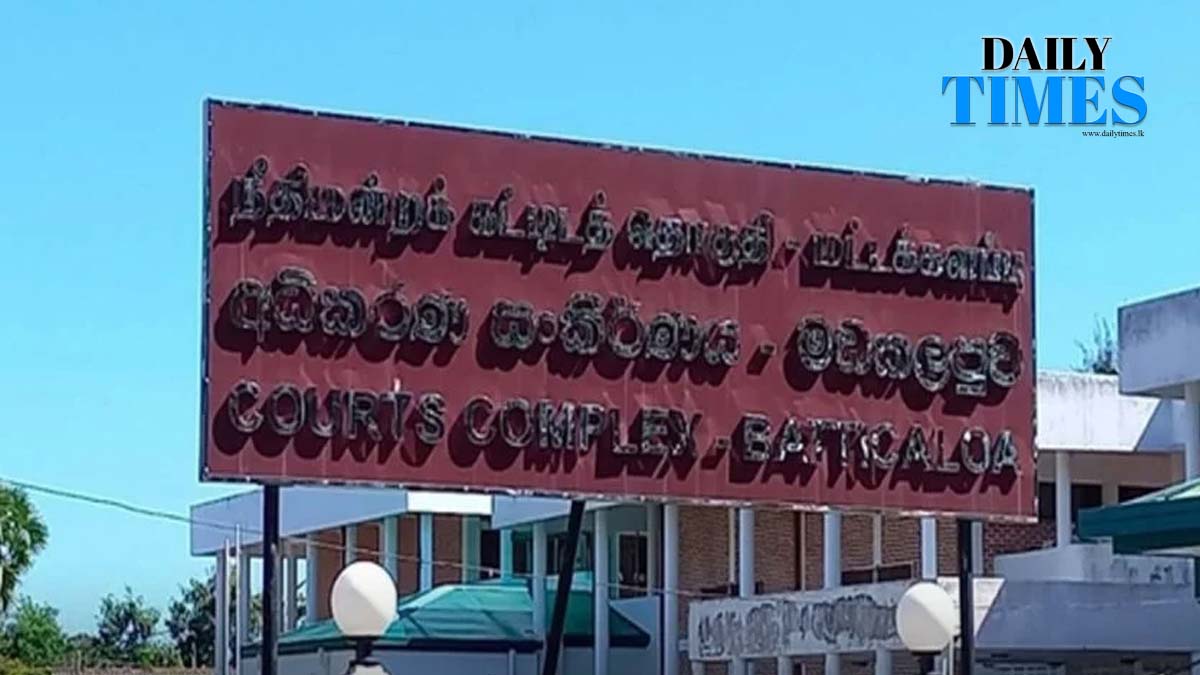 DAILY
TIMES
www.dailytimes.lk
நீதிமன்றக் கட்டிடத் தொகுதி - மட்டக்களப்பு
අධිකරණ සංකීර්ණය - මඩකලපුව
COURTS COMPLEX - BATTICALOA